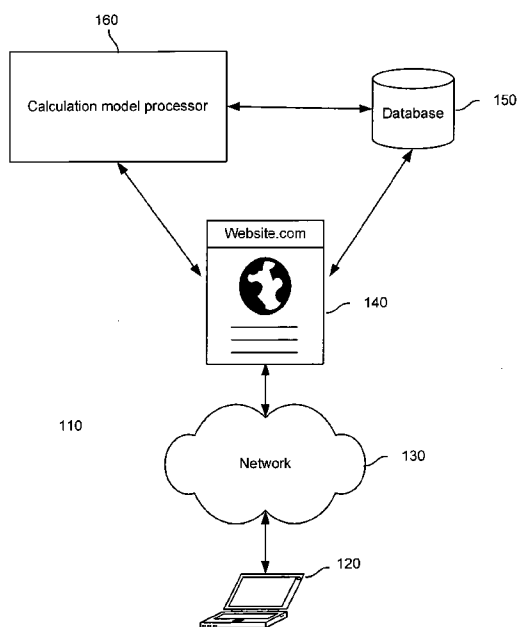 160
Calculation model processor
Database
150
Website.com
140
110
Network
130
120